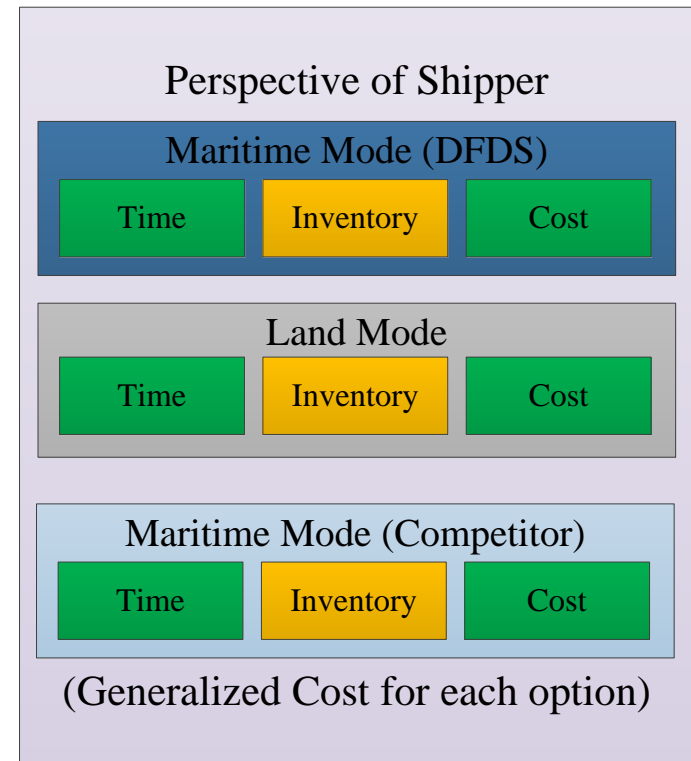 Perspective of Shipper
Maritime Mode (DFDS)
Time Inventory Cost
Land Mode
Time Inventory Cost
Maritime Mode (Competitor)
Time Inventory Cost
(Generalized Cost for each option)